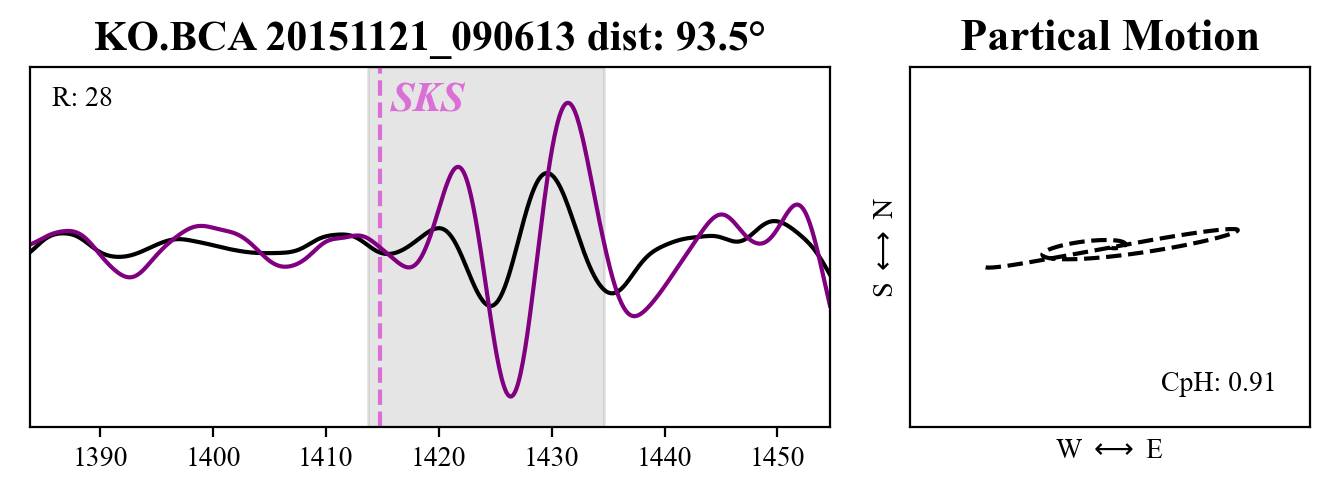 KO.BCA 20151121_090613 dist: 93.5°
R: 28
SKS
1390 1400 1410 1420 1430 1440 1450
Partical Motion
S ⟷ N
CpH: 0.91
W ⟷ E